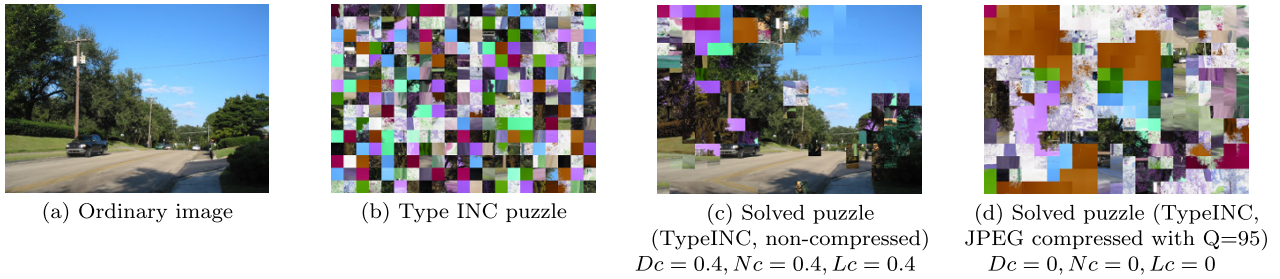 (a) Ordinary image
(b) Type INC puzzle
(c) Solved puzzle
(TypeINC, non-compressed)
Dc = 0.4, Nc = 0.4, Lc = 0.4
(d) Solved puzzle (TypeINC,
JPEG compressed with Q=95)
Dc = 0, Nc = 0, Lc = 0